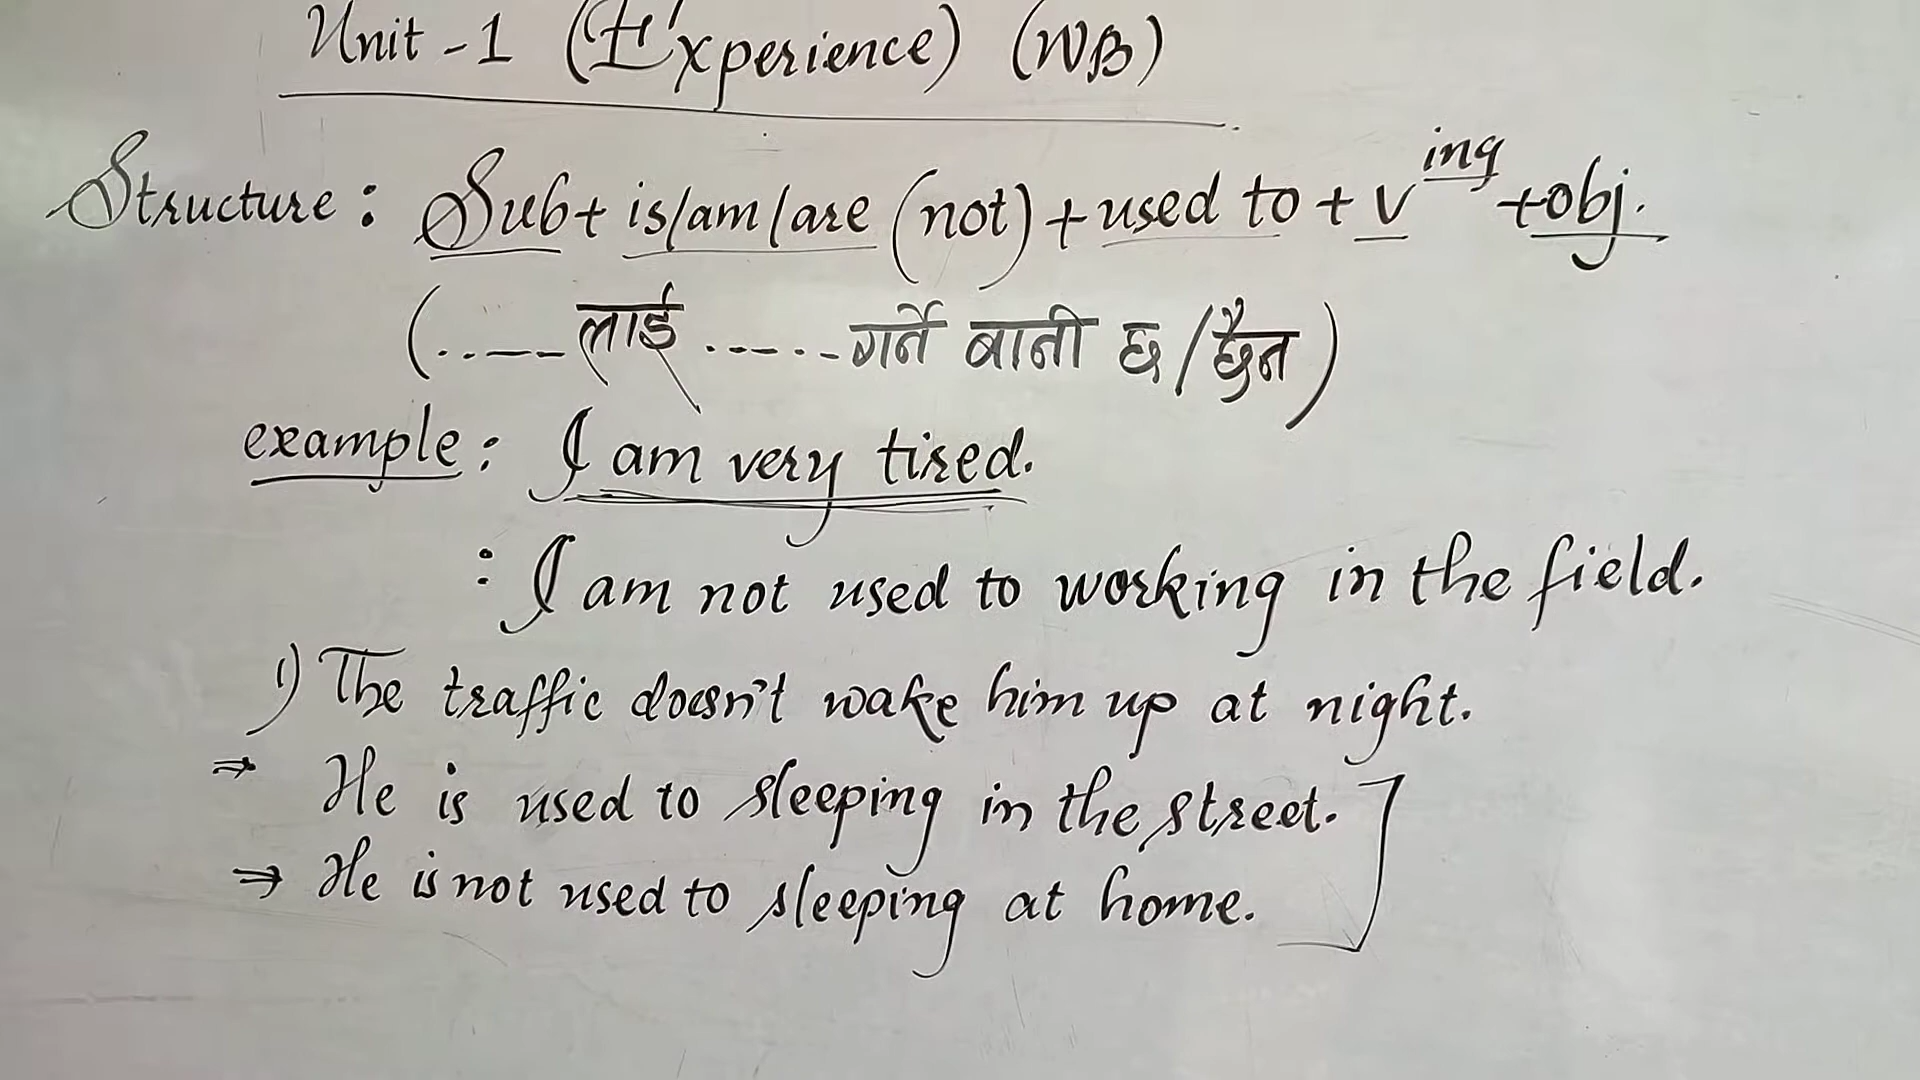 Unit - 1 (Experience) (WB)
Structure : Sub + is/am/are (not) + used to + v ing + obj.
(..--- लाई ------ गर्ने बानी छ / छैन )
example : I am very tired.
: I am not used to working in the field.
1) The traffic doesn't wake him up at night.
⇒ He is used to sleeping in the street.
⇒ He is not used to sleeping at home.